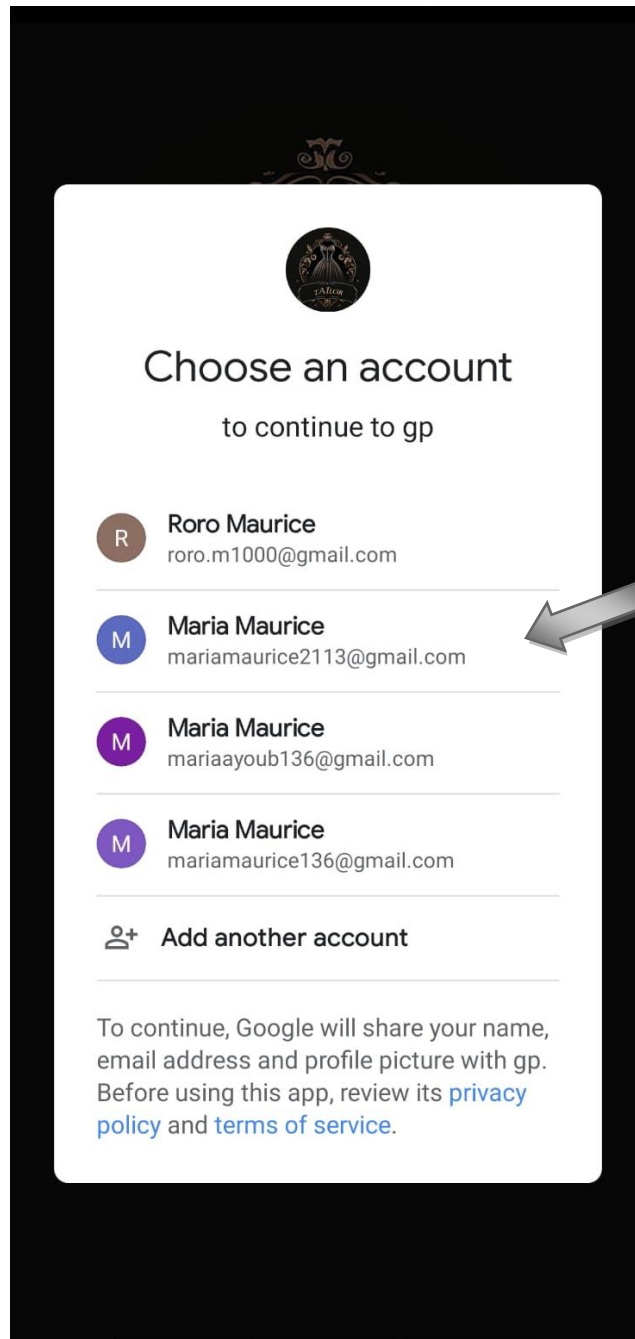 TAILOR
Choose an account
to continue to gp
R
Roro Maurice
roro.m1000@gmail.com
M
Maria Maurice
mariamaurice2113@gmail.com
M
Maria Maurice
mariaayoub136@gmail.com
M
Maria Maurice
mariamaurice136@gmail.com
Add another account
To continue, Google will share your name,
email address and profile picture with gp.
Before using this app, review its privacy
policy and terms of service.